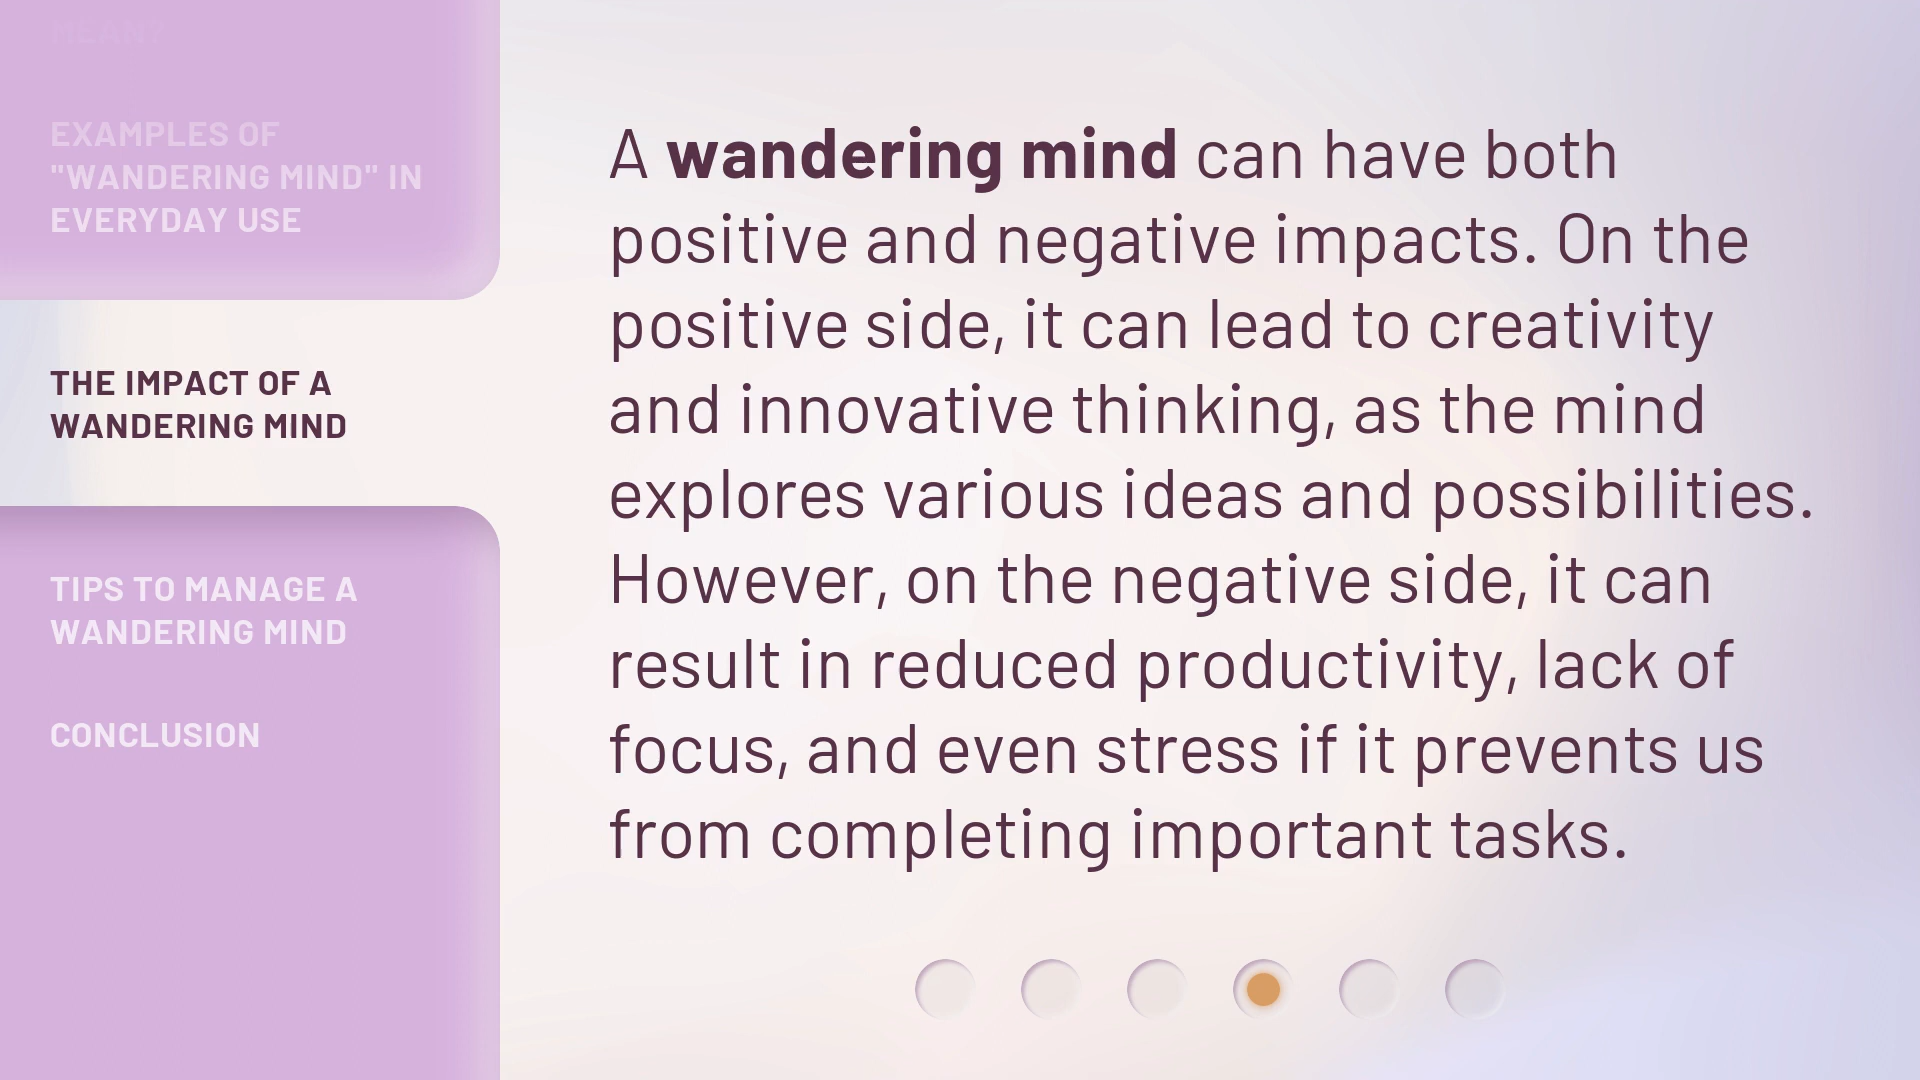 MEAN?
EXAMPLES OF
"WANDERING MIND" IN
EVERYDAY USE
THE IMPACT OF A
WANDERING MIND
TIPS TO MANAGE A
WANDERING MIND
CONCLUSION
A wandering mind can have both
positive and negative impacts. On the
positive side, it can lead to creativity
and innovative thinking, as the mind
explores various ideas and possibilities.
However, on the negative side, it can
result in reduced productivity, lack of
focus, and even stress if it prevents us
from completing important tasks.